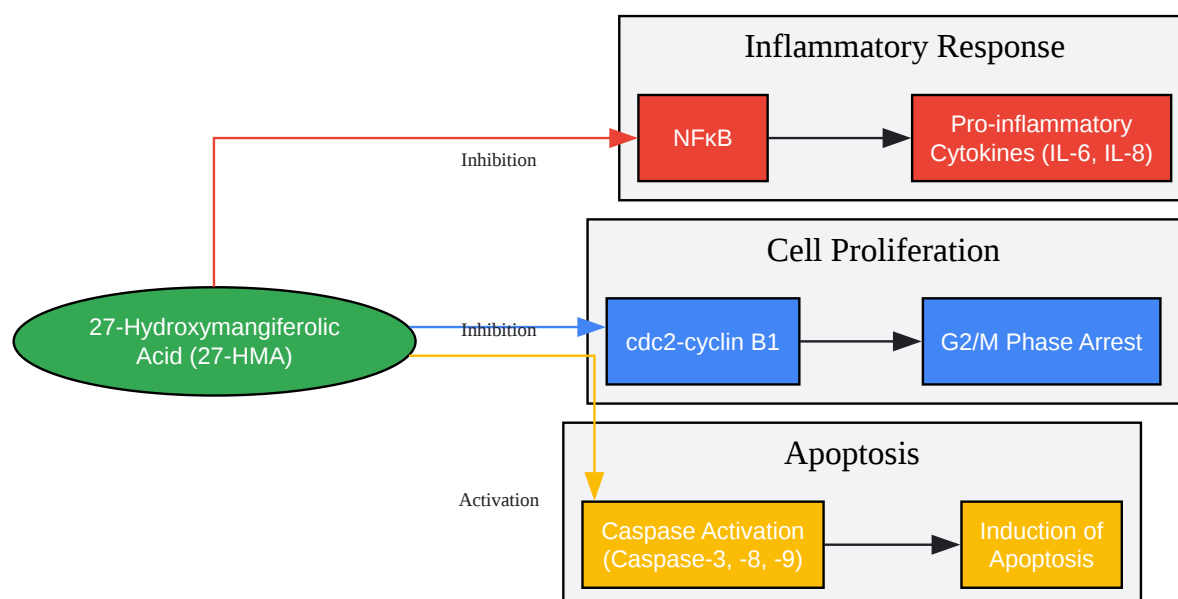 Inflammatory Response
NFκB
Pro-inflammatory
Cytokines (IL-6, IL-8)
Inhibition
Cell Proliferation
27-Hydroxymangiferolic
Acid (27-HMA)
Inhibition
cdc2-cyclin B1
G2/M Phase Arrest
Apoptosis
Activation
Caspase Activation
(Caspase-3, -8, -9)
Induction of
Apoptosis